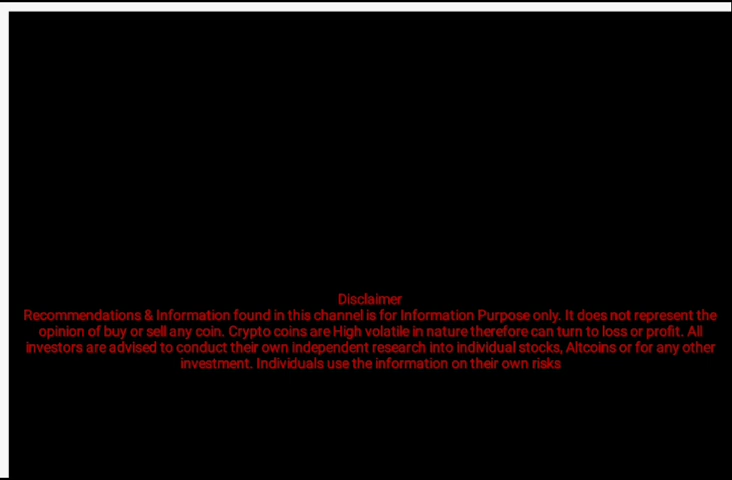 Disclaimer
Recommendations & Information found in this channel is for Information Purpose only. It does not represent the
opinion of buy or sell any coin. Crypto coins are High volatile in nature therefore can turn to loss or profit. All
investors are advised to conduct their own independent research into individual stocks, Altcoins or for any other
investment. Individuals use the information on their own risks